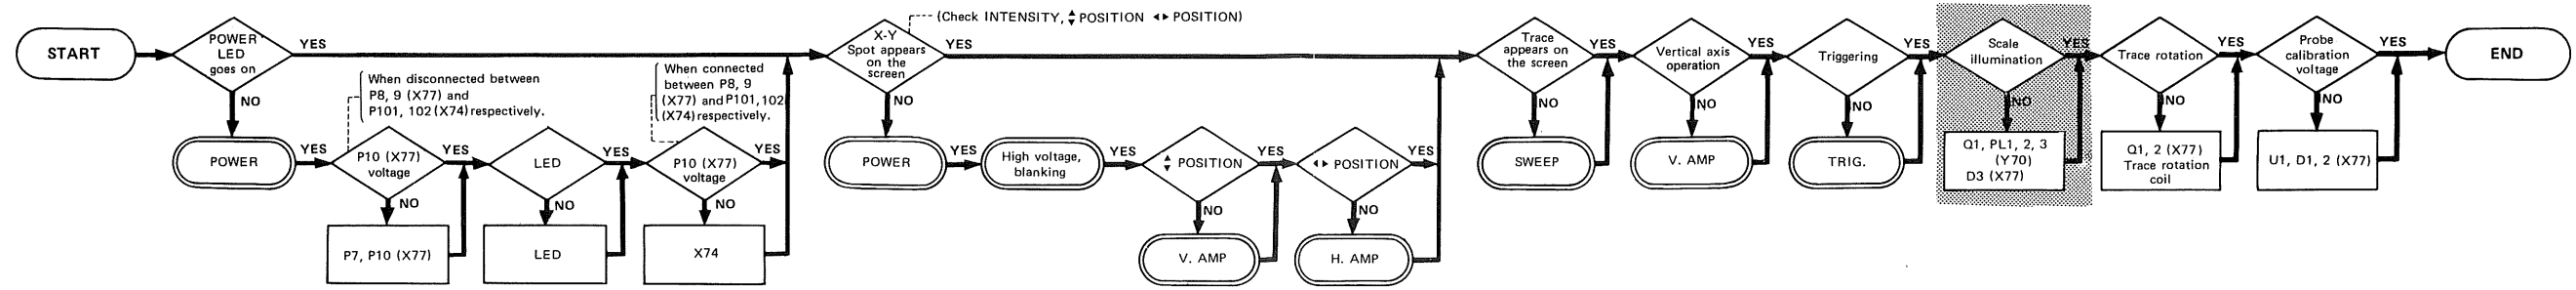 START
POWER
LED
goes on
YES
NO
POWER
YES
When disconnected between
P8, 9 (X77) and
P101, 102 (X74) respectively.
P10 (X77)
voltage
YES
NO
P7, P10 (X77)
LED
YES
NO
LED
When connected
between P8, 9
(X77) and P101, 102
(X74) respectively.
P10 (X77)
voltage
YES
NO
X74
(Check INTENSITY, POSITION POSITION)
X-Y
Spot appears
on the
screen
YES
NO
POWER
YES
High voltage,
blanking
YES
POSITION
YES
NO
V. AMP
POSITION
YES
NO
H. AMP
Trace
appears on
the screen
YES
NO
SWEEP
Vertical axis
operation
YES
NO
V. AMP
Triggering
YES
NO
TRIG.
Scale
illumination
YES
NO
Q1, PL1, 2, 3
(Y70)
D3 (X77)
Trace rotation
YES
NO
Q1, 2 (X77)
Trace rotation
coil
Probe
calibration
voltage
YES
NO
U1, D1, 2 (X77)
END